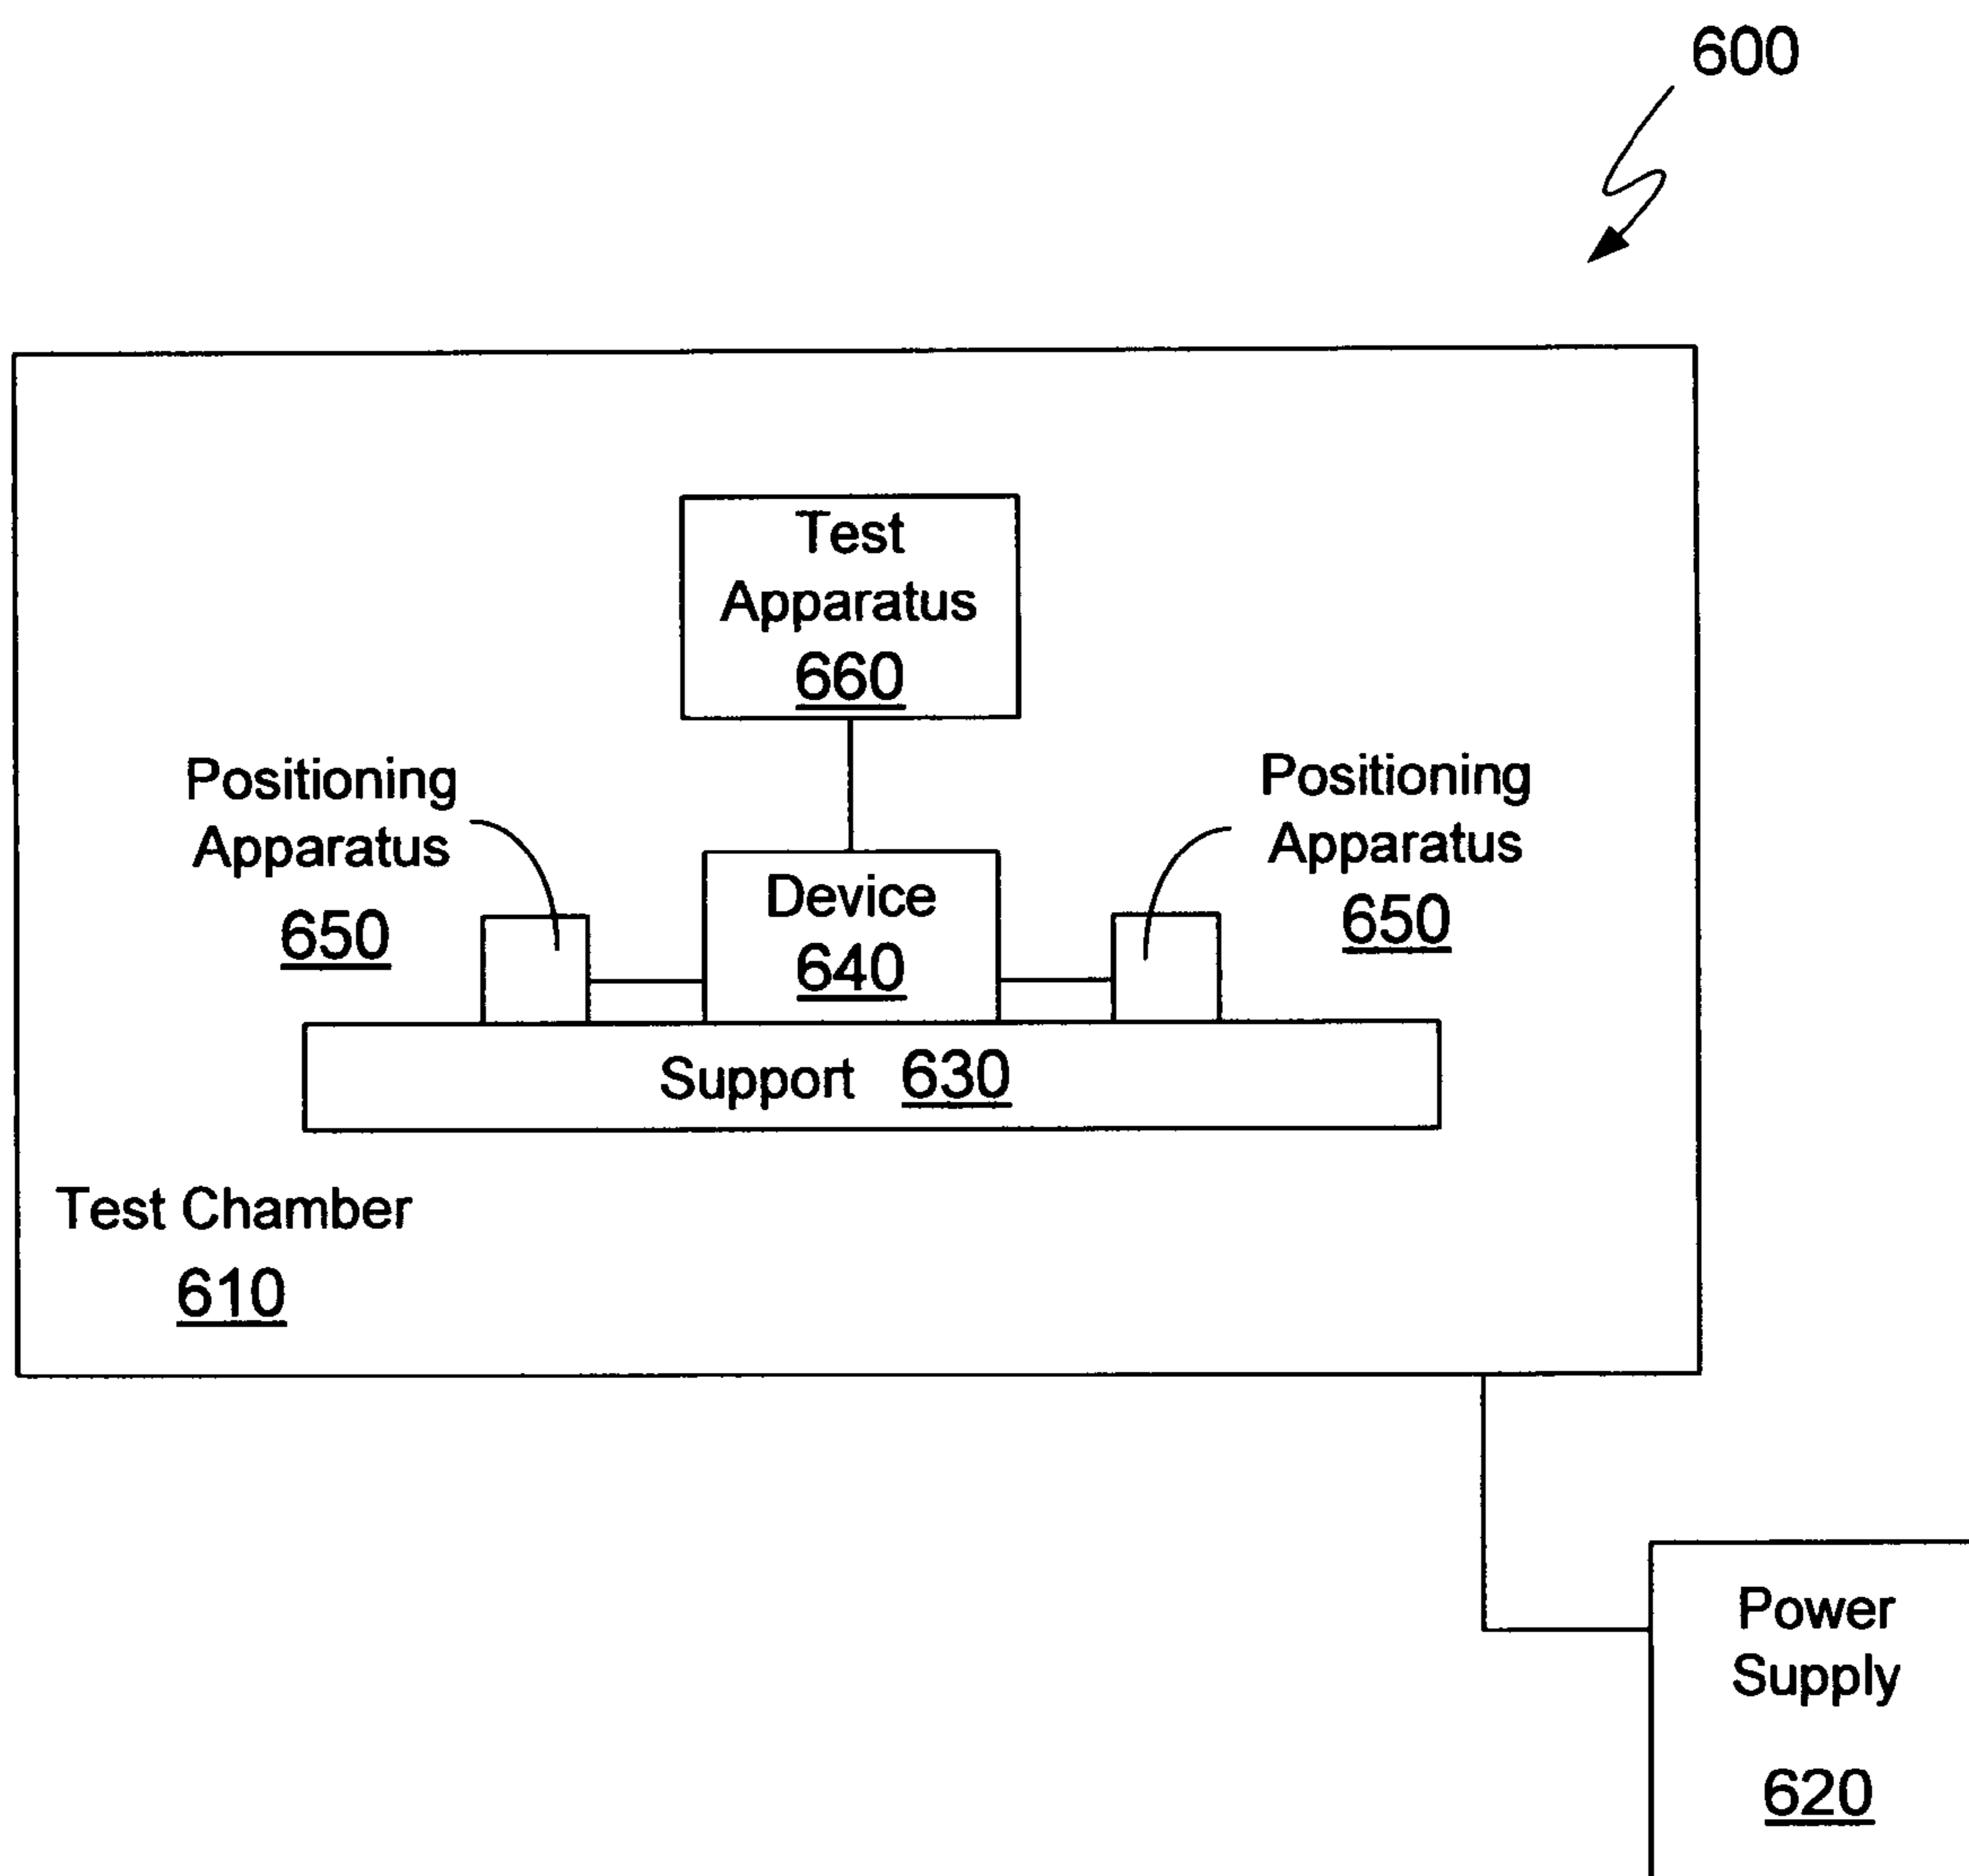 600
Test
Apparatus
660
Positioning
Apparatus
650
Positioning
Apparatus
650
Device
640
Support 630
Test Chamber
610
Power
Supply
620